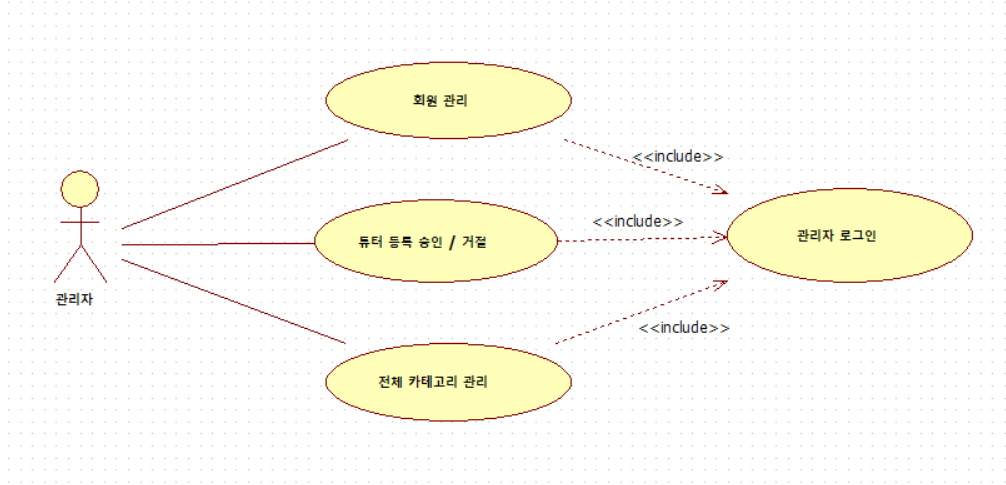 회원 관리
<<include>>
<<include>>
튜터 등록 승인 / 거절
관리자 로그인
관리자
<<include>>
전체 카테고리 관리